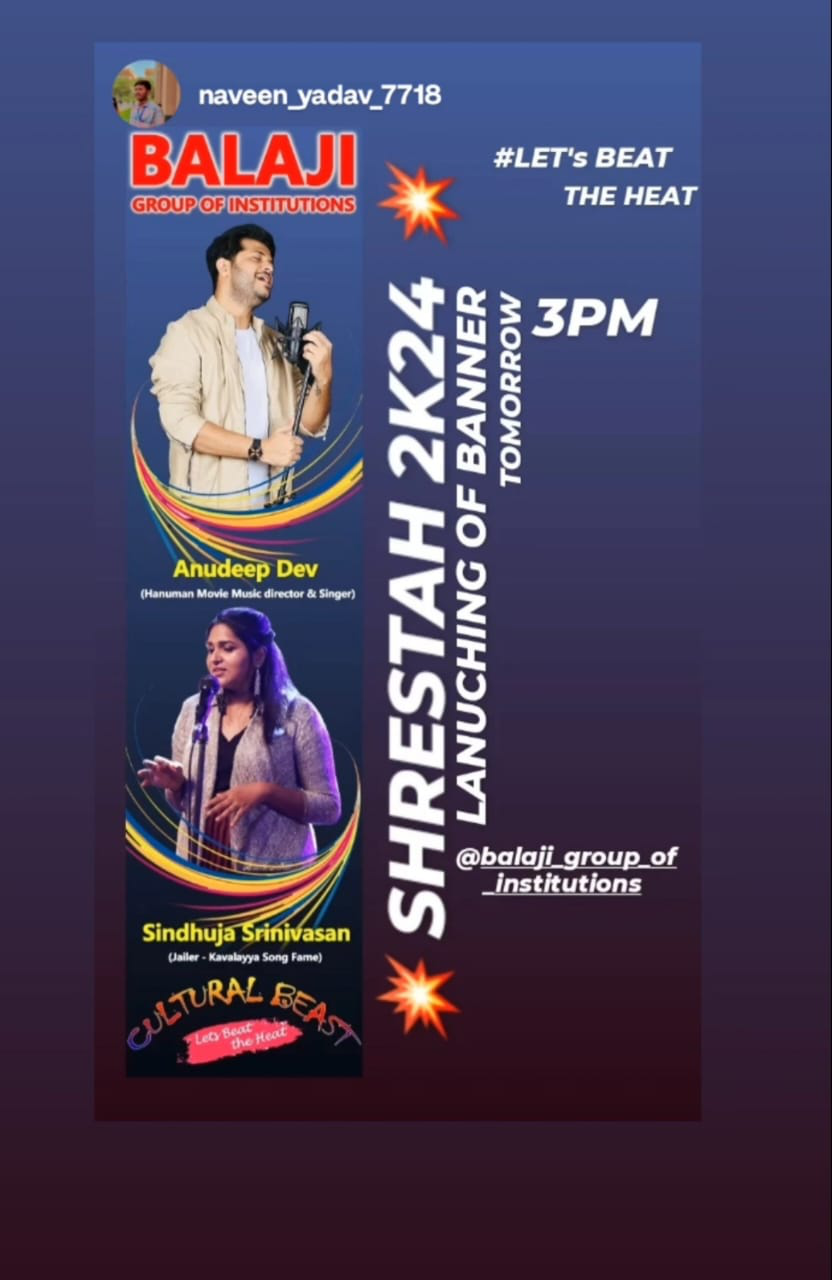 naveen_yadav_7718
BALAJI
GROUP OF INSTITUTIONS
Anudeep Dev
(Hanuman Movie Music director & Singer)
Sindhuja Srinivasan
(Jailer - Kavalayya Song Fame)
CULTURAL BEAST
Lets Beat
the Heat
#LET's BEAT
THE HEAT
SHRESTAH 2K24
LANUCHING OF BANNER
TOMORROW
3PM
@balaji_group_of
_institutions